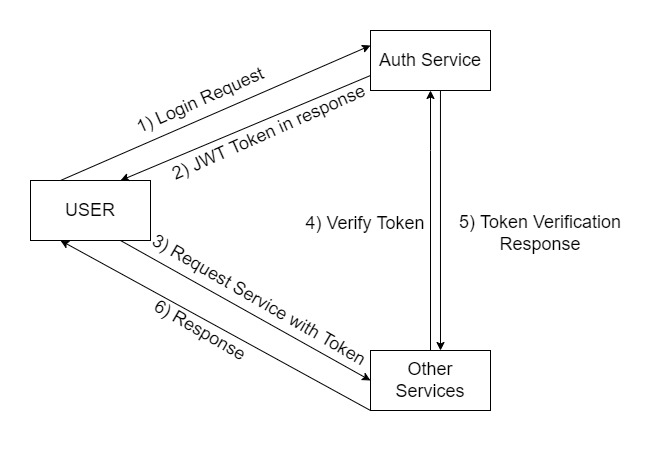 Auth Service
1) Login Request
2) JWT Token in response
USER
4) Verify Token
5) Token Verification
Response
3) Request Service with Token
6) Response
Other
Services